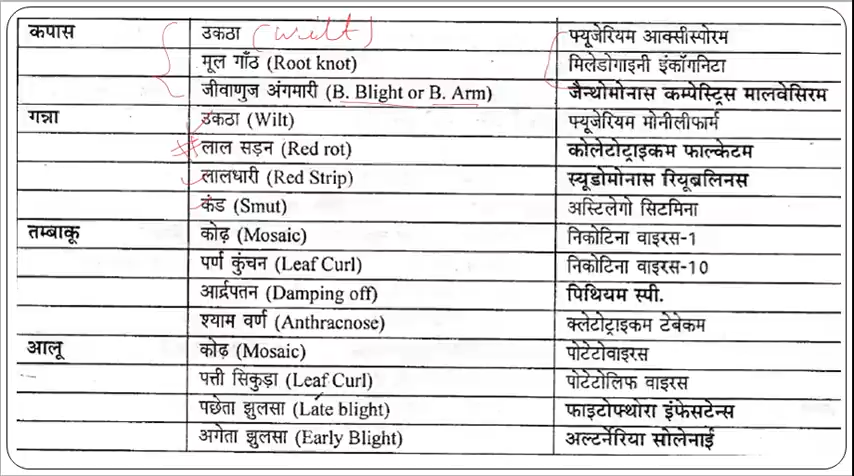 कपास उकठा (wilt) फ्यूजेरियम आक्सीस्पोरम
मूल गाँठ (Root knot) मिलेडोगाइनी इंकॉगनिटा
जीवाणुज अंगमारी (B. Blight or B. Arm) जैन्थोमोनास कम्पेस्ट्रिस मालवेसिरम
गन्ना उकठा (Wilt) फ्यूजेरियम मोनीलीफार्म
लाल सड़न (Red rot) कोलेटोट्राइकम फाल्केटम
लालधारी (Red Strip) स्यूडोमोनास रियूब्रलिनस
कंड (Smut) अस्टिलेगो सिटमिना
तम्बाकू कोढ़ (Mosaic) निकोटिना वाइरस-1
पर्ण कुंचन (Leaf Curl) निकोटिना वाइरस-10
आर्द्रपतन (Damping off) पिथियम स्पी.
श्याम वर्ण (Anthracnose) क्लेटोट्राइकम टेबेकम
आलू कोढ़ (Mosaic) पोटेटोवाइरस
पत्ती सिकुड़ा (Leaf Curl) पोटेटोलिफ वाइरस
पछेता झुलसा (Late blight) फाइटोफ्थोरा इंफेसटेन्स
अगेता झुलसा (Early Blight) अल्टर्नेरिया सोलेनाई